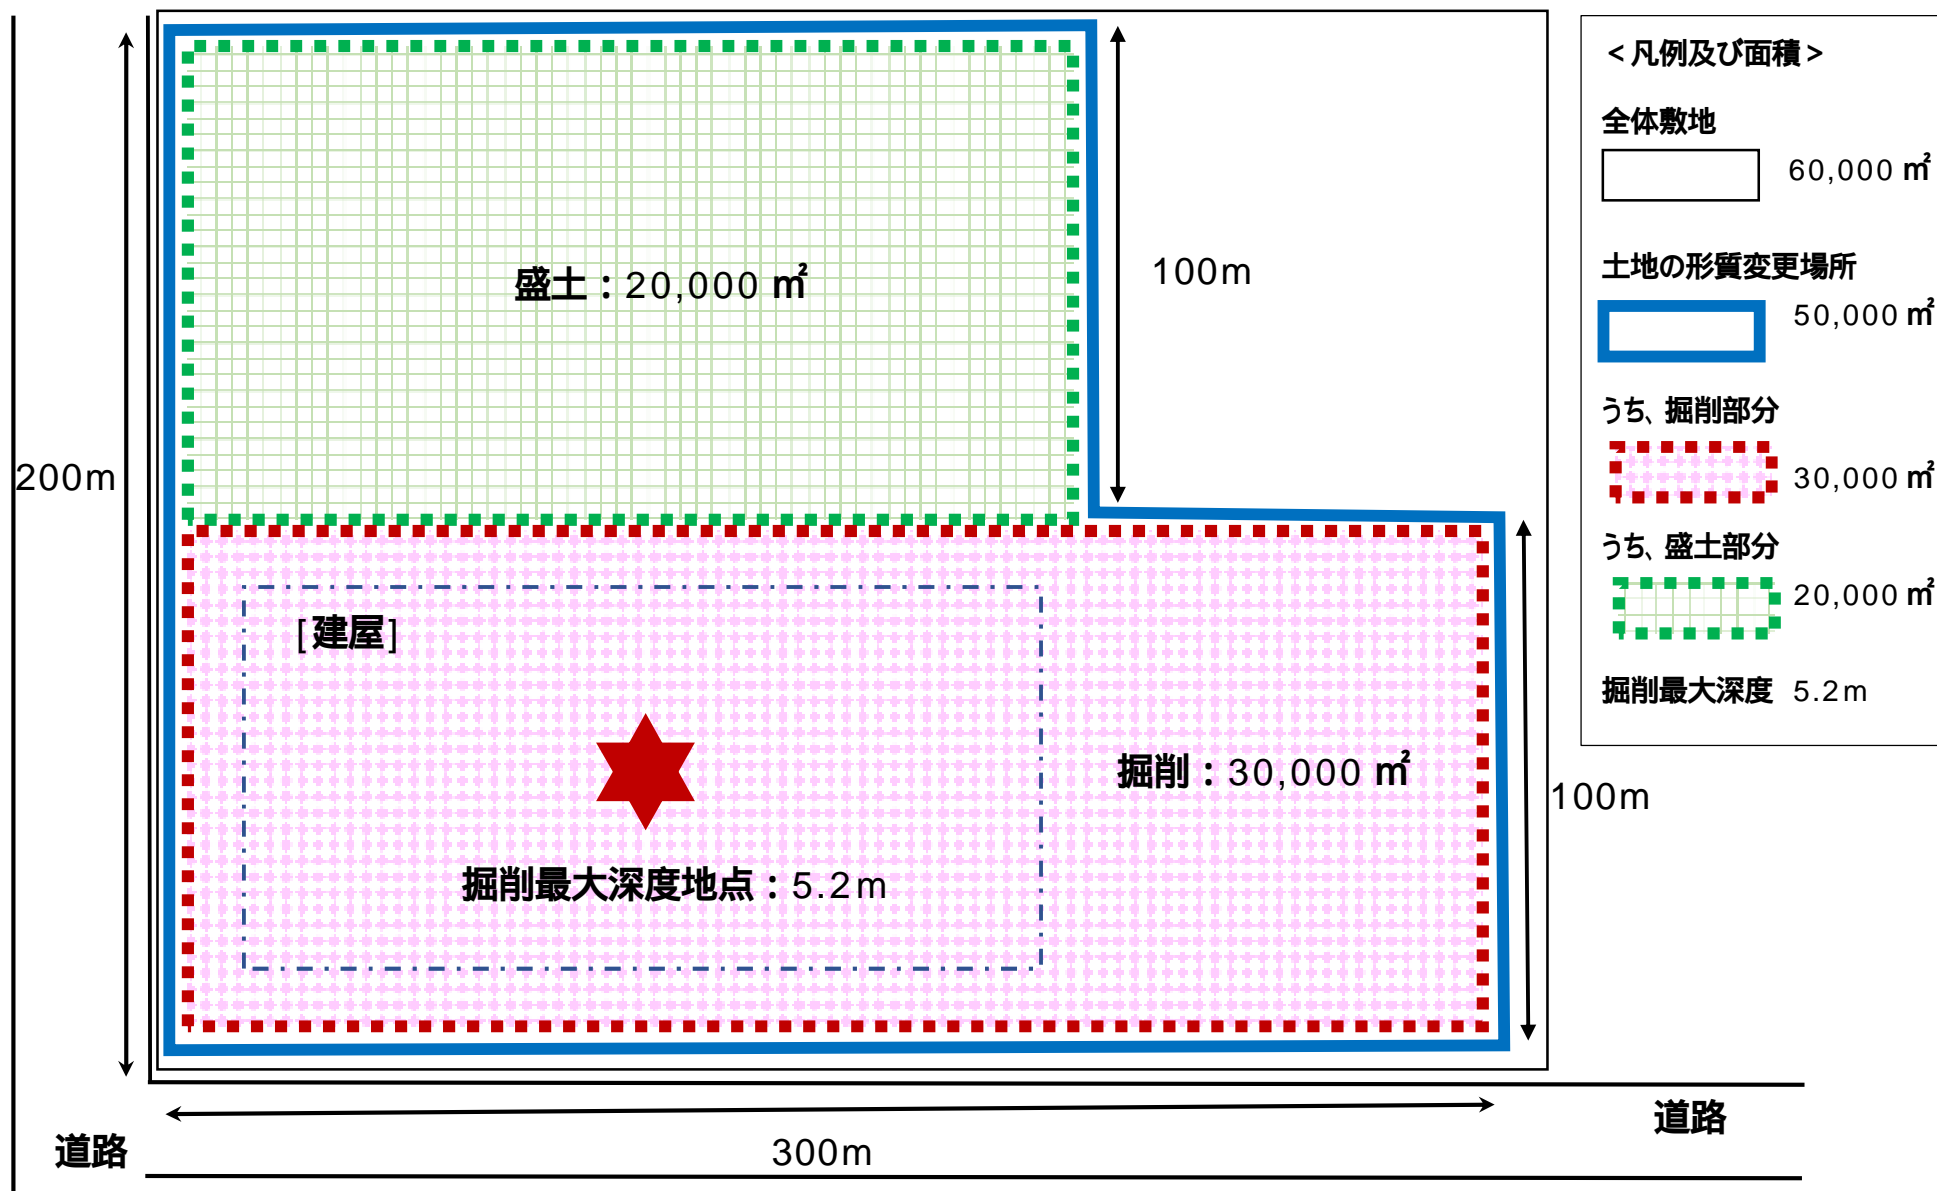 200m
盛土：20,000 ㎡
100m
[建屋]
掘削：30,000 ㎡
掘削最大深度地点：5.2m
100m
300m
道路
道路
＜凡例及び面積＞
全体敷地
60,000 ㎡
土地の形質変更場所
50,000 ㎡
うち、掘削部分
30,000 ㎡
うち、盛土部分
20,000 ㎡
掘削最大深度 5.2m